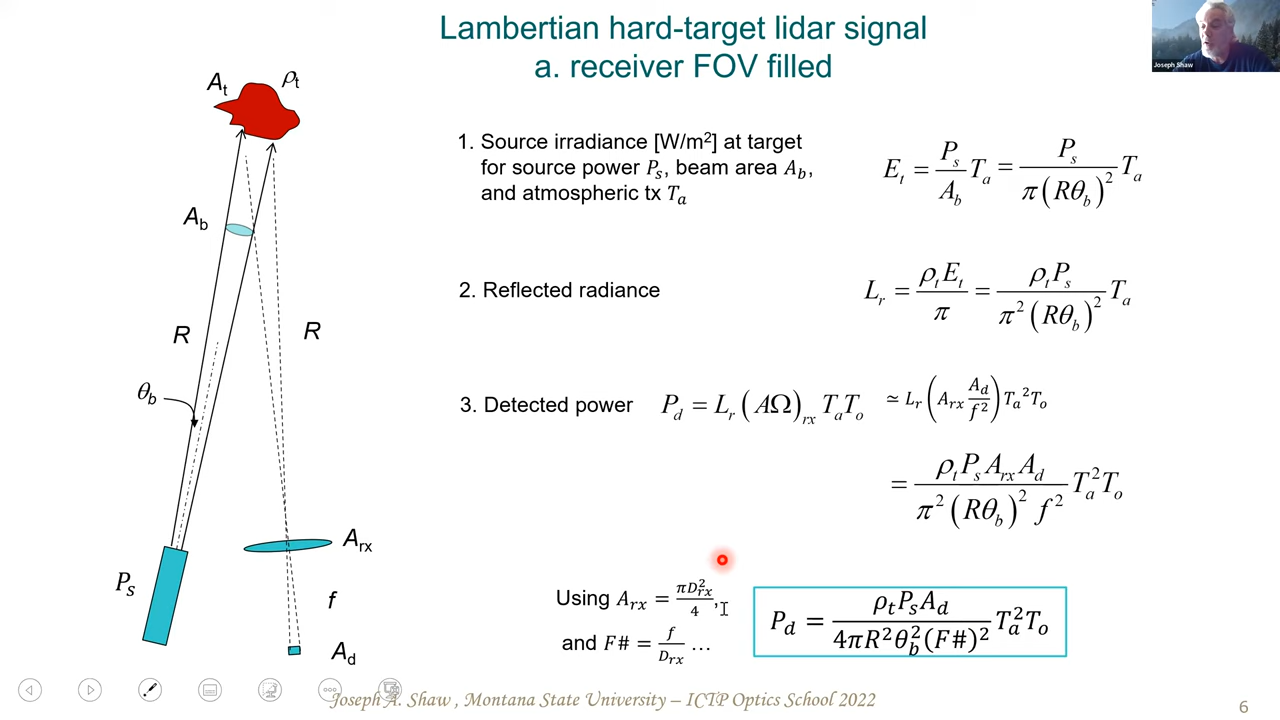 Lambertian hard-target lidar signal
a. receiver FOV filled
Joseph Shaw
A_t ρ_t
A_b
R R
θ_b
P_s
A_rx
f
A_d
1. Source irradiance [W/m²] at target
for source power P_s, beam area A_b,
and atmospheric tx T_a
E_t = P_s/A_b T_a = P_s/(π(Rθ_b)²) T_a
2. Reflected radiance
L_r = ρ_t E_t/π = ρ_t P_s/(π²(Rθ_b)²) T_a
3. Detected power P_d = L_r (AΩ)_rx T_a T_o ≃ L_r (A_rx A_d/f²) T_a² T_o
= ρ_t P_s A_rx A_d/(π²(Rθ_b)² f²) T_a² T_o
Using A_rx = πD_rx²/4,
and F# = f/D_rx ...
P_d = ρ_t P_s A_d/(4πR²θ_b²(F#)²) T_a² T_o
Joseph A. Shaw , Montana State University – ICTP Optics School 2022
6